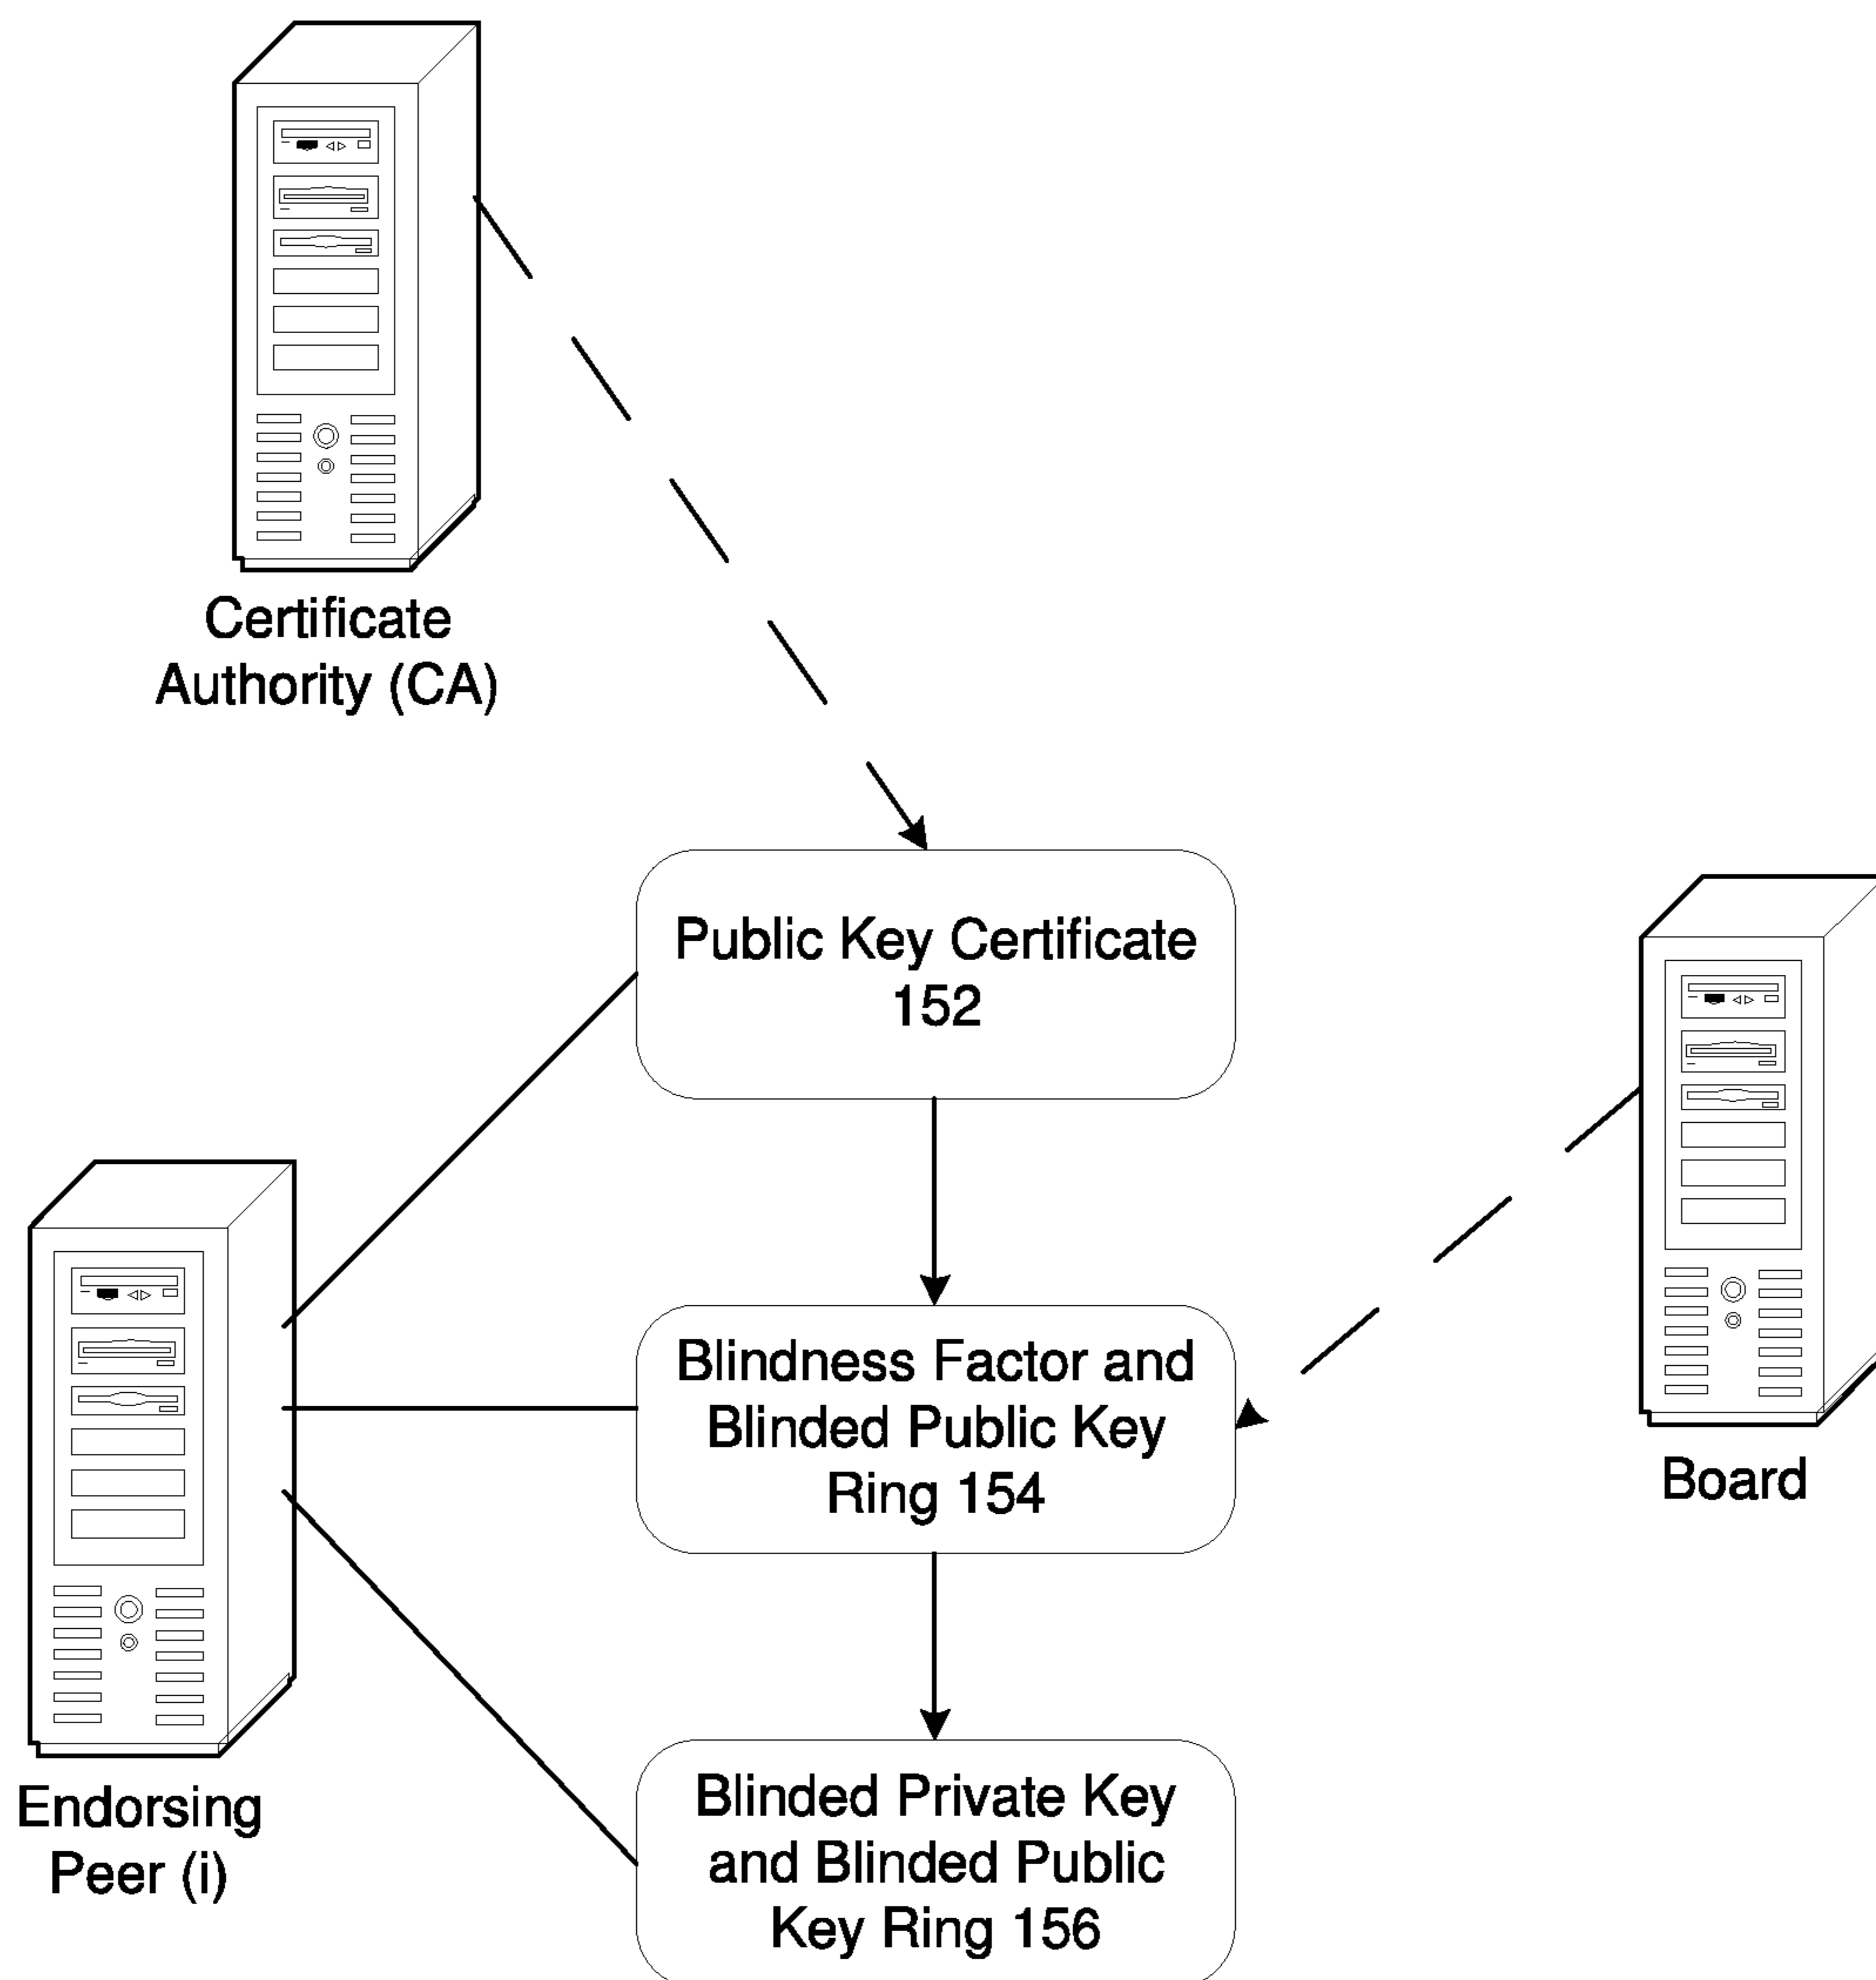 Certificate
Authority (CA)
Public Key Certificate
152
Blindness Factor and
Blinded Public Key
Ring 154
Board
Endorsing
Peer (i)
Blinded Private Key
and Blinded Public
Key Ring 156